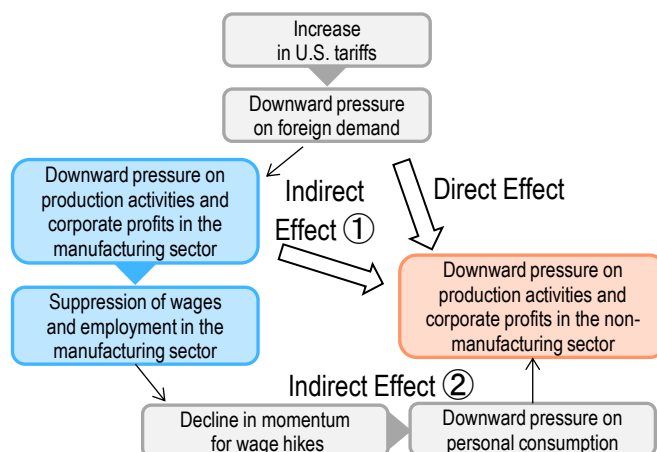 Increase
in U.S. tariffs
Downward pressure
on foreign demand
Downward pressure on
production activities and
corporate profits in the
manufacturing sector
Indirect
Effect ①
Direct Effect
Downward pressure on
production activities and
corporate profits in the non-
manufacturing sector
Suppression of wages
and employment in the
manufacturing sector
Indirect Effect ②
Decline in momentum
for wage hikes
Downward pressure on
personal consumption